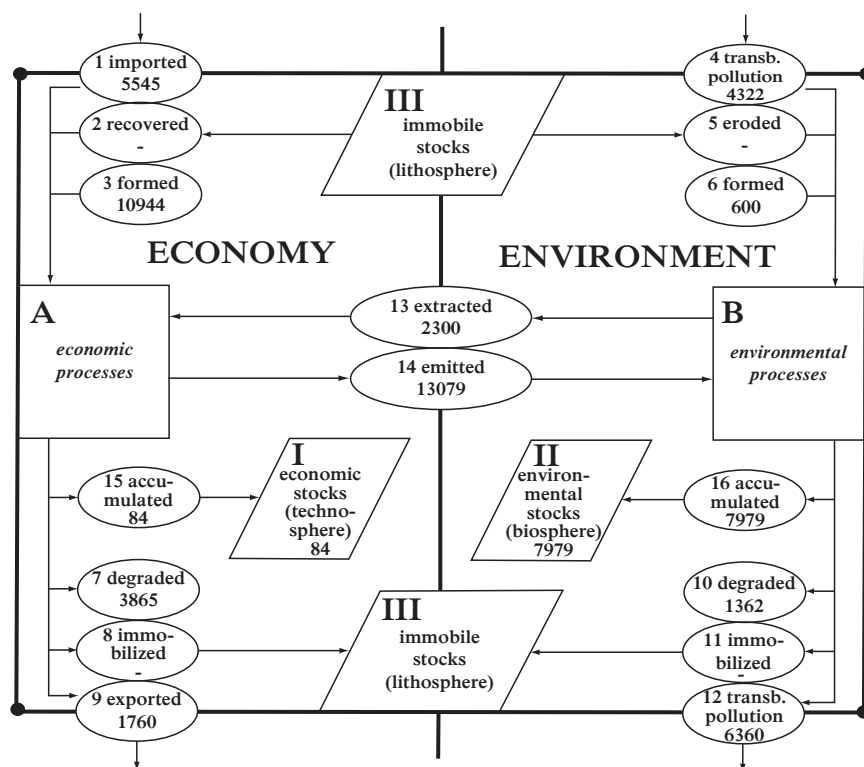 1 imported
5545
2 recovered
-
3 formed
10944
III
immobile
stocks
(lithosphere)
4 transb.
pollution
4322
5 eroded
-
6 formed
600
ECONOMY
ENVIRONMENT
A
economic
processes
13 extracted
2300
14 emitted
13079
B
environmental
processes
15 accu-
mulated
84
I
economic
stocks
(techno-
sphere)
84
II
environ-
mental
stocks
(biosphere)
7979
16 accu-
mulated
7979
7 degraded
3865
8 immo-
bilized
-
9 exported
1760
III
immobile
stocks
(lithosphere)
10 degraded
1362
11 immo-
bilized
-
12 transb.
pollution
6360